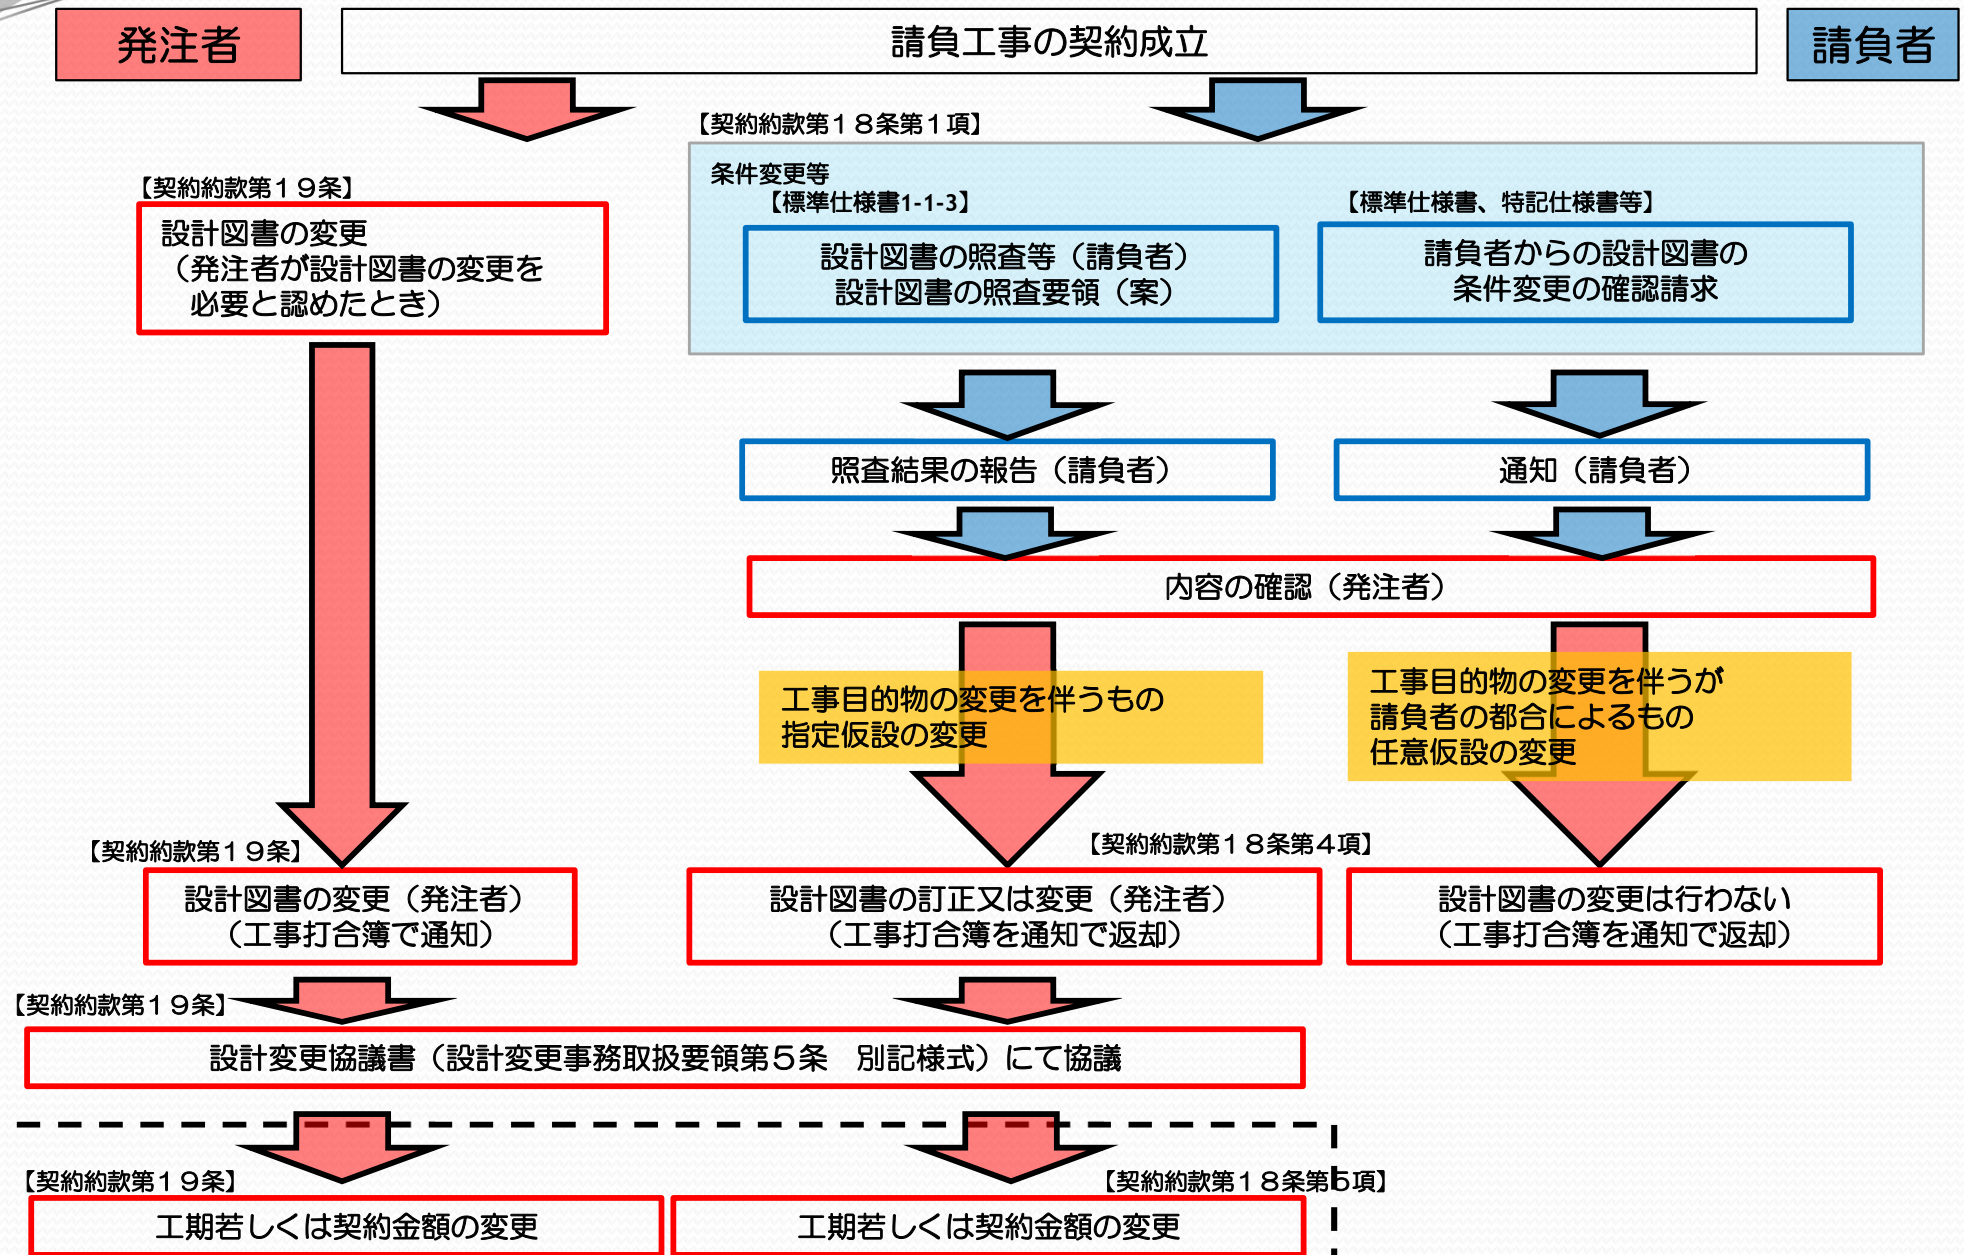 発注者
請負工事の契約成立
請負者
【契約約款第１８条第１項】
条件変更等
【契約約款第１９条】
設計図書の変更
（発注者が設計図書の変更を
必要と認めたとき）
【標準仕様書1-1-3】
設計図書の照査等（請負者）
設計図書の照査要領（案）
【標準仕様書、特記仕様書等】
請負者からの設計図書の
条件変更の確認請求
照査結果の報告（請負者）
通知（請負者）
内容の確認（発注者）
工事目的物の変更を伴うもの
指定仮設の変更
工事目的物の変更を伴うが
請負者の都合によるもの
任意仮設の変更
【契約約款第１９条】
設計図書の変更（発注者）
（工事打合簿で通知）
【契約約款第１８条第４項】
設計図書の訂正又は変更（発注者）
（工事打合簿を通知で返却）
設計図書の変更は行わない
（工事打合簿を通知で返却）
【契約約款第１９条】
設計変更協議書（設計変更事務取扱要領第５条　別記様式）にて協議
【契約約款第１９条】
工期若しくは契約金額の変更
【契約約款第１８条第５項】
工期若しくは契約金額の変更